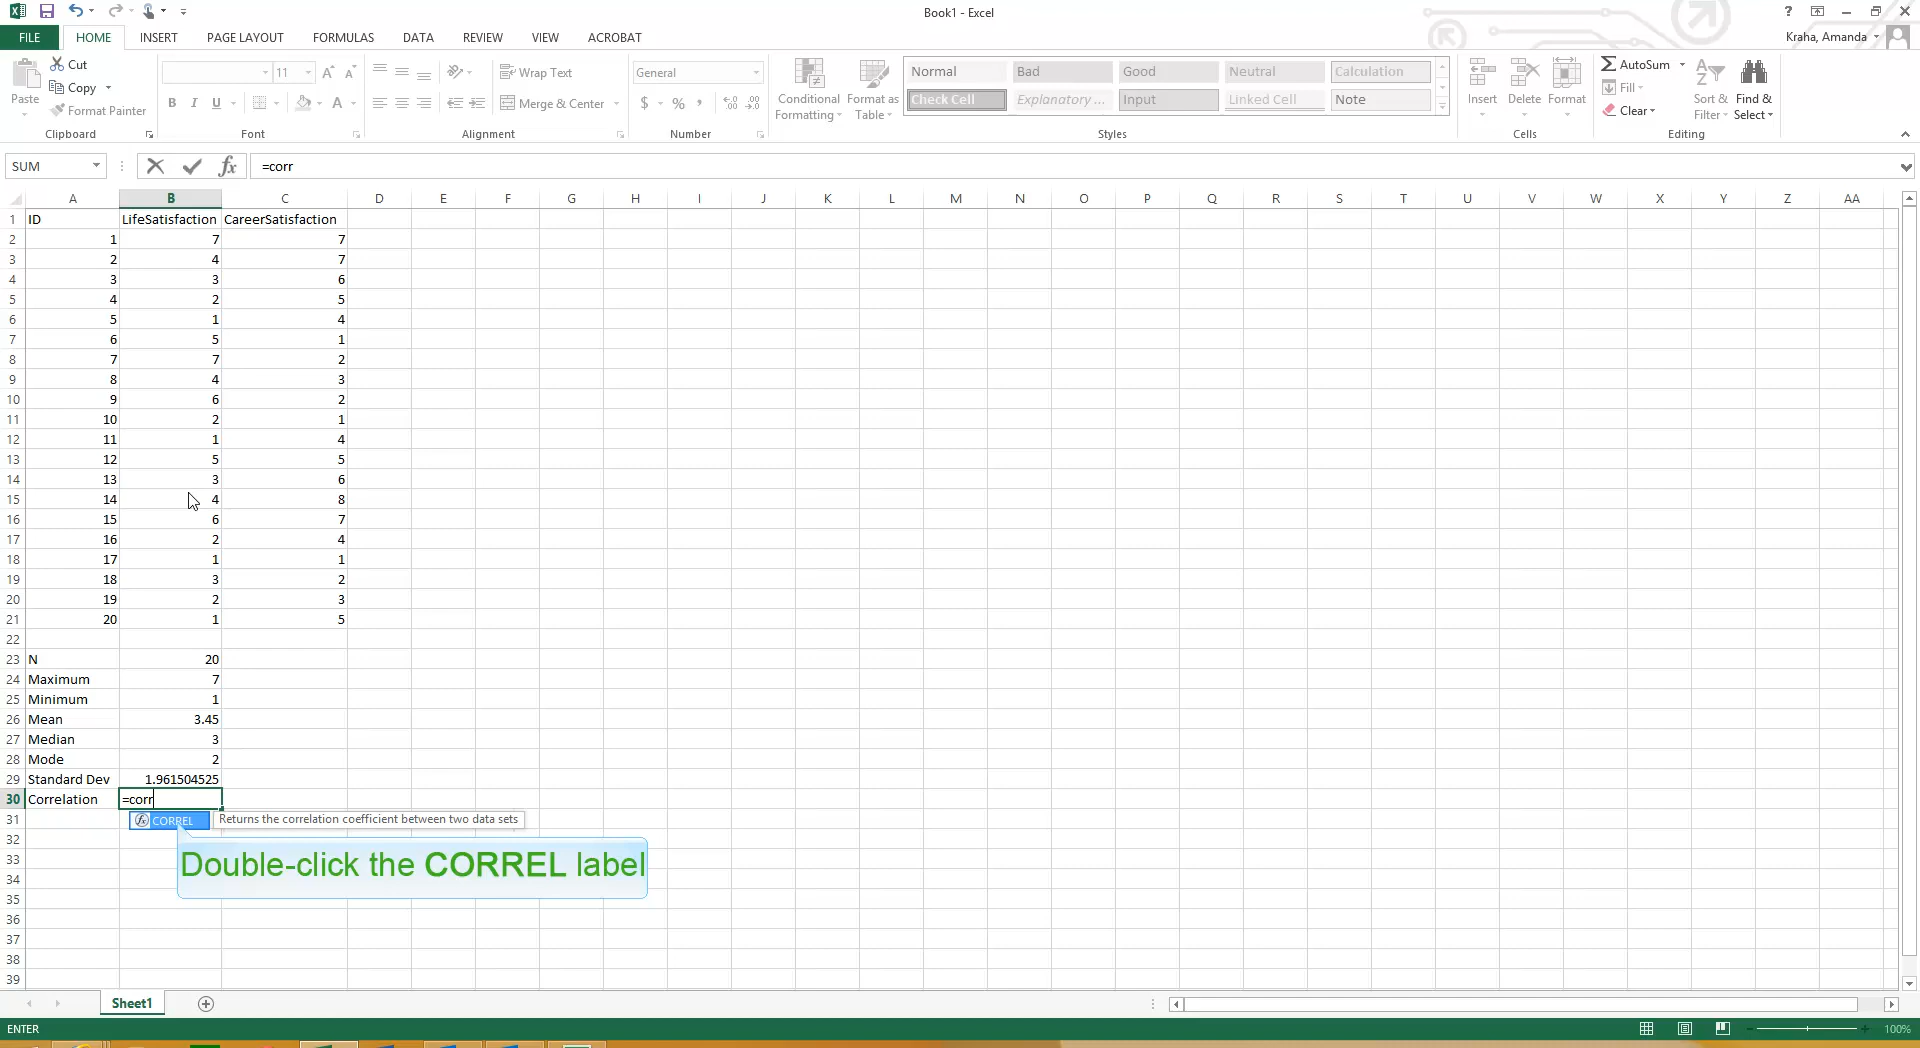 Book1 - Excel
?
FILE HOME INSERT PAGE LAYOUT FORMULAS DATA REVIEW VIEW ACROBAT
Kraha, Amanda
Paste
Cut
Copy
Format Painter
Clipboard
11
B I U
Font
Wrap Text
Merge & Center
Alignment
General
$ % ,
Number
Conditional Formatting
Format as Table
Normal Bad Good Neutral Calculation
Check Cell Explanatory ... Input Linked Cell Note
Styles
Insert Delete Format
Cells
AutoSum
Fill
Clear
Sort & Filter
Find & Select
Editing
SUM
fx
=corr
A B C D E F G H I J K L M N O P Q R S T U V W X Y Z AA
1 ID LifeSatisfaction CareerSatisfaction
2 1 7 7
3 2 4 7
4 3 3 6
5 4 2 5
6 5 1 4
7 6 5 1
8 7 7 2
9 8 4 3
10 9 6 2
11 10 2 1
12 11 1 4
13 12 5 5
14 13 3 6
15 14 4 8
16 15 6 7
17 16 2 4
18 17 1 1
19 18 3 2
20 19 2 3
21 20 1 5
22
23 N 20
24 Maximum 7
25 Minimum 1
26 Mean 3.45
27 Median 3
28 Mode 2
29 Standard Dev 1.961504525
30 Correlation =corr
31 fx CORREL Returns the correlation coefficient between two data sets
32
33 Double-click the CORREL label
34
35
36
37
38
39
Sheet1
ENTER
100%